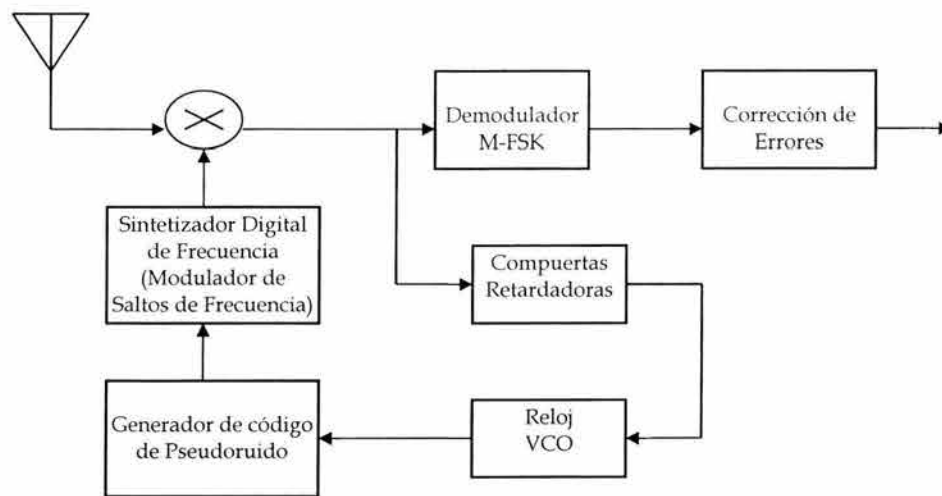 Demodulador
M-FSK
Corrección de
Errores
Sintetizador Digital
de Frecuencia
(Modulador de
Saltos de Frecuencia)
Compuertas
Retardadoras
Generador de código
de Pseudoruido
Reloj
VCO